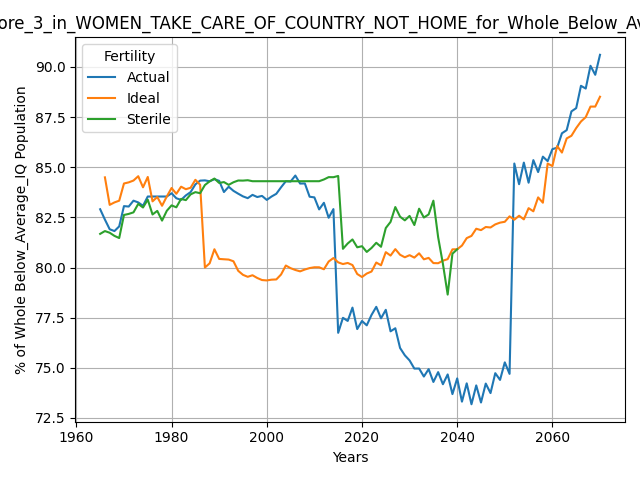 ore_3_in_WOMEN_TAKE_CARE_OF_COUNTRY_NOT_HOME_for_Whole_Below_Av
Fertility
Actual
Ideal
Sterile
% of Whole Below_Average_IQ Population
90.0
87.5
85.0
82.5
80.0
77.5
75.0
72.5
1960
1980
2000
2020
2040
2060
Years